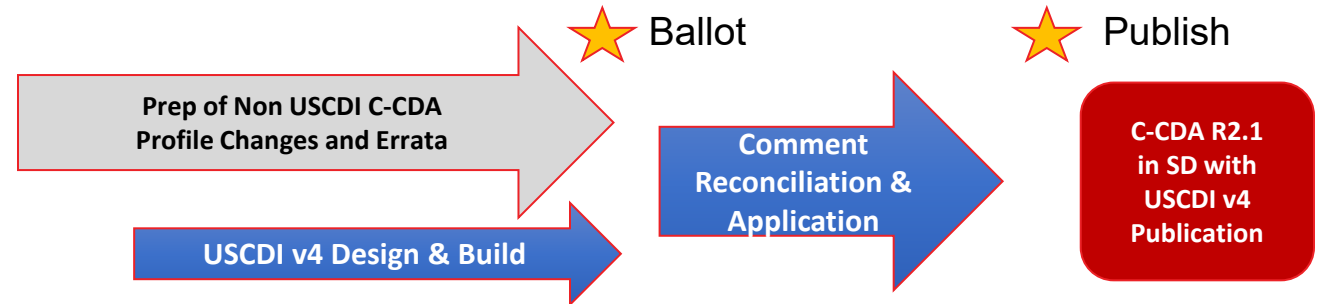 Ballot
Publish
Prep of Non USCDI C-CDA
Profile Changes and Errata
USCDI v4 Design & Build
Comment
Reconciliation &
Application
C-CDA R2.1
in SD with
USCDI v4
Publication